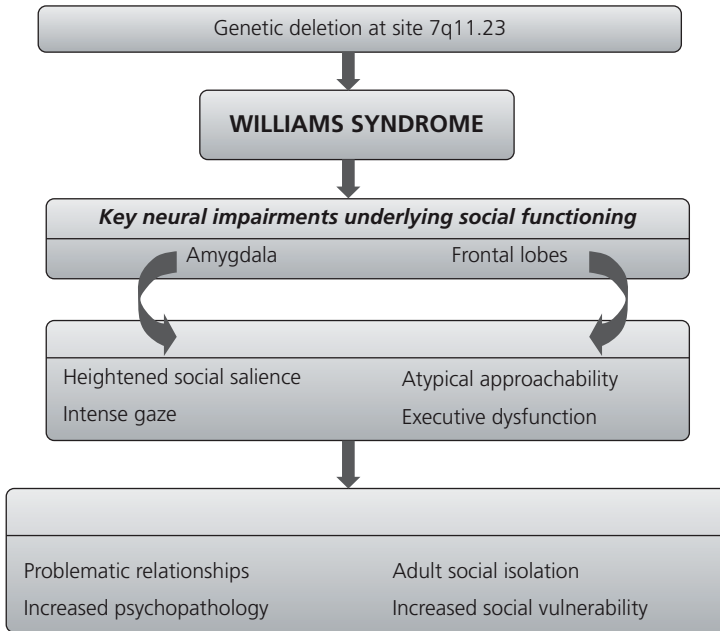 Genetic deletion at site 7q11.23
WILLIAMS SYNDROME
Key neural impairments underlying social functioning
Amygdala Frontal lobes
Heightened social salience Atypical approachability
Intense gaze Executive dysfunction
Problematic relationships Adult social isolation
Increased psychopathology Increased social vulnerability